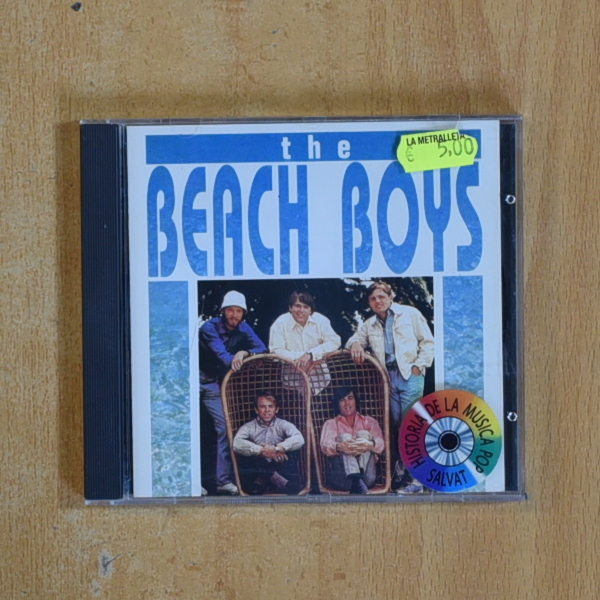 the
LA METRALLETA
€ 5,00
BEACH BOYS
HISTORIA DE LA MUSICA POP
SALVAT